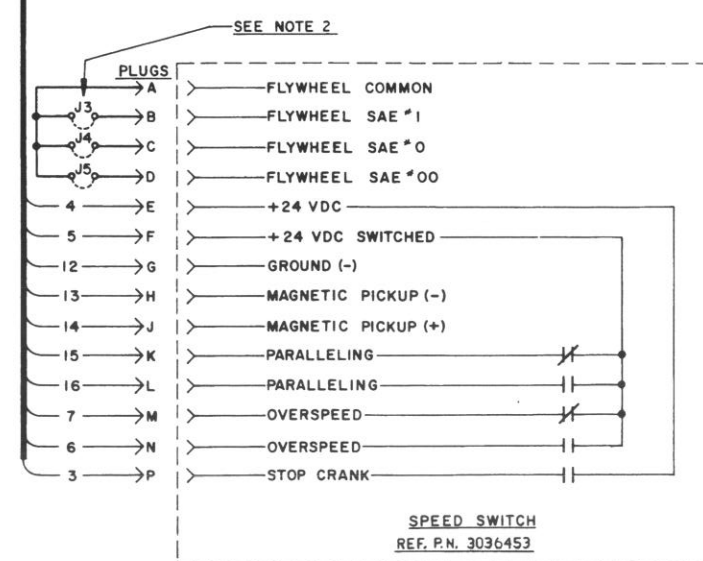 SEE NOTE 2
PLUGS
A FLYWHEEL COMMON
J3 B FLYWHEEL SAE #1
J4 C FLYWHEEL SAE #0
J5 D FLYWHEEL SAE #00
4 E +24 VDC
5 F +24 VDC SWITCHED
12 G GROUND (-)
13 H MAGNETIC PICKUP (-)
14 J MAGNETIC PICKUP (+)
15 K PARALLELING
16 L PARALLELING
7 M OVERSPEED
6 N OVERSPEED
3 P STOP CRANK
SPEED SWITCH
REF. P.N. 3036453